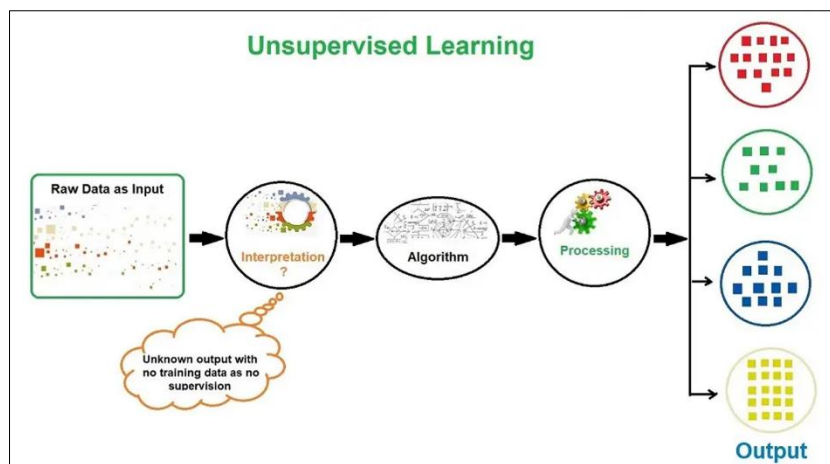 Unsupervised Learning
Raw Data as Input
Interpretation
?
Algorithm
Processing
Unknown output with
no training data as no
supervision
Output